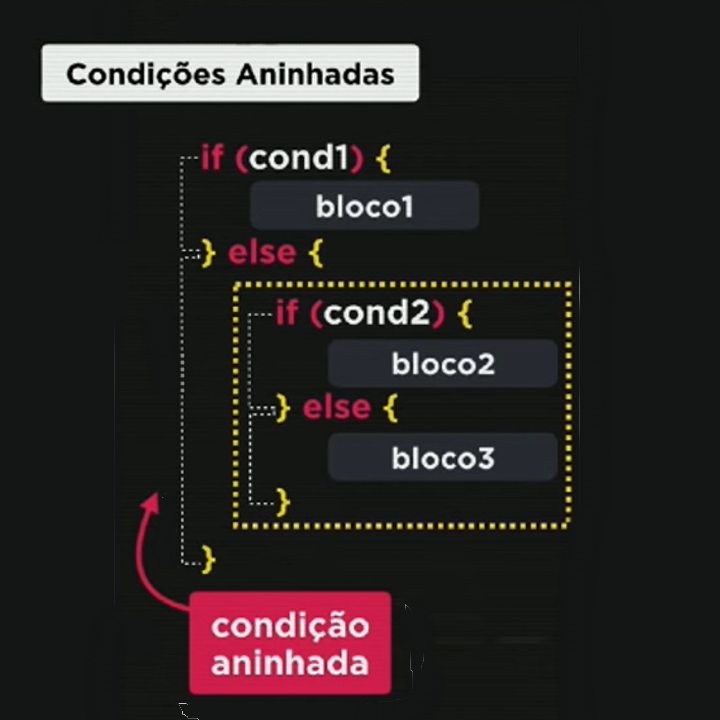 Condições Aninhadas
if (cond1) {
bloco1
} else {
if (cond2) {
bloco2
} else {
bloco3
}
}
condição
aninhada